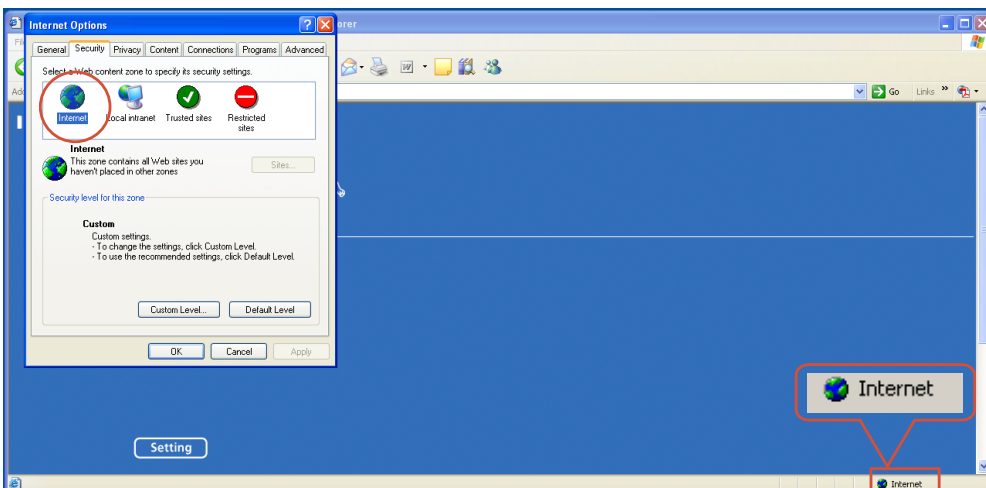 Internet Options
orer
General Security Privacy Content Connections Programs Advanced
Select a Web content zone to specify its security settings.
Internet Local intranet Trusted sites Restricted sites
Internet
This zone contains all Web sites you
haven't placed in other zones
Sites...
Security level for this zone
Custom
Custom settings.
- To change the settings, click Custom Level.
- To use the recommended settings, click Default Level.
Custom Level... Default Level
OK Cancel Apply
Go Links »
Setting
Internet
Internet